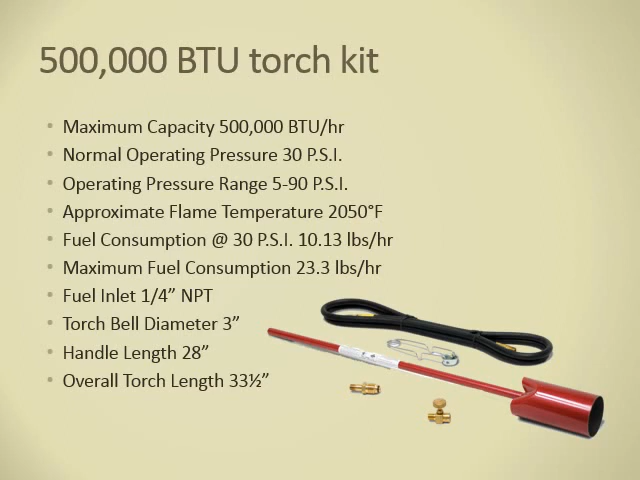 500,000 BTU torch kit
• Maximum Capacity 500,000 BTU/hr
• Normal Operating Pressure 30 P.S.I.
• Operating Pressure Range 5-90 P.S.I.
• Approximate Flame Temperature 2050°F
• Fuel Consumption @ 30 P.S.I. 10.13 lbs/hr
• Maximum Fuel Consumption 23.3 lbs/hr
• Fuel Inlet 1/4” NPT
• Torch Bell Diameter 3”
• Handle Length 28”
• Overall Torch Length 33½”